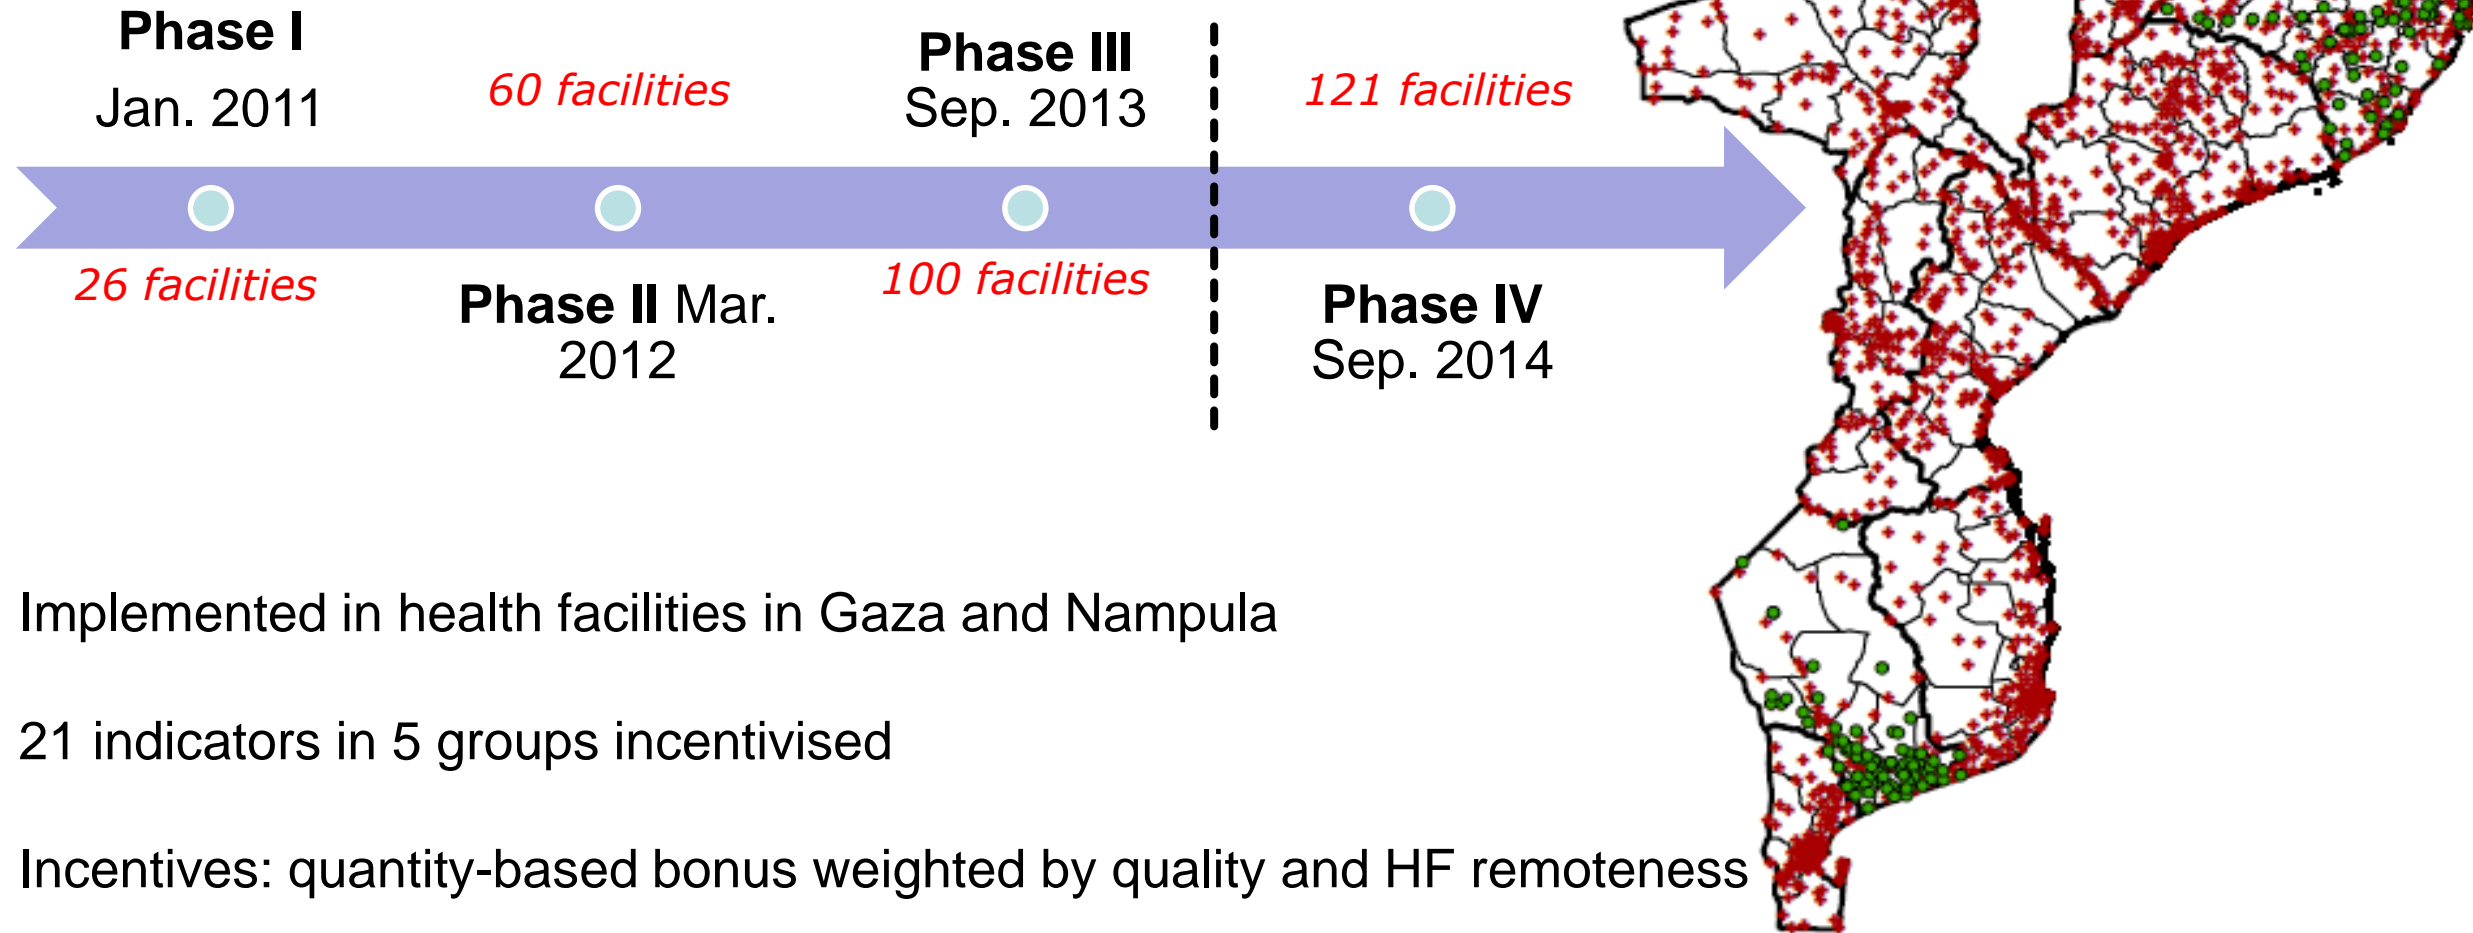 Phase I
Jan. 2011
26 facilities
60 facilities
Phase II Mar.
2012
Phase III
Sep. 2013
100 facilities
121 facilities
Phase IV
Sep. 2014
Implemented in health facilities in Gaza and Nampula
21 indicators in 5 groups incentivised
Incentives: quantity-based bonus weighted by quality and HF remoteness